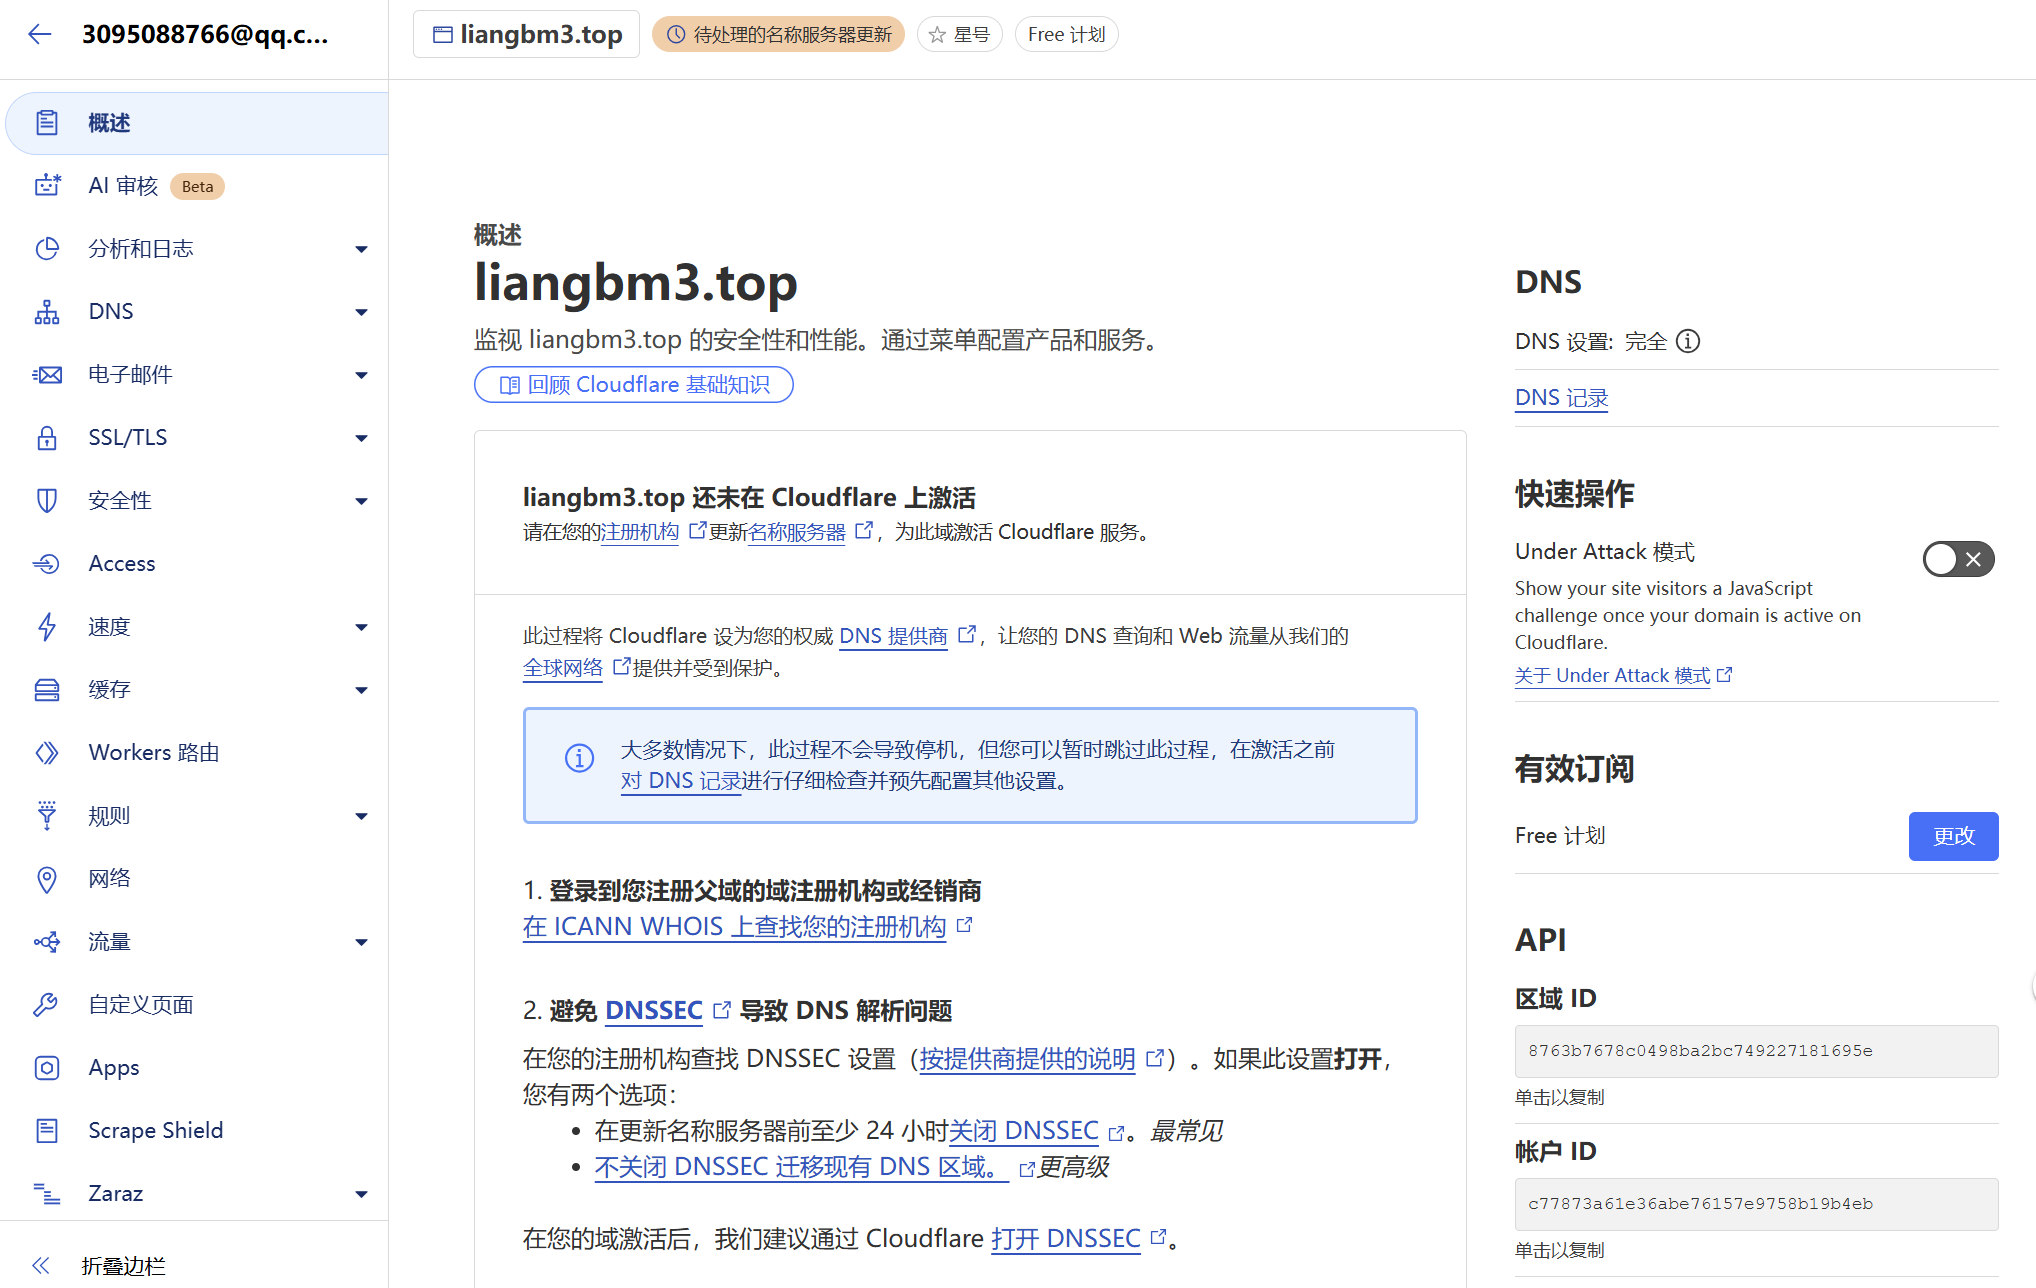 3095088766@qq.c...
liangbm3.top
待处理的名称服务器更新
星号
Free 计划
概述
AI 审核 Beta
分析和日志
DNS
电子邮件
SSL/TLS
安全性
Access
速度
缓存
Workers 路由
规则
网络
流量
自定义页面
Apps
Scrape Shield
Zaraz
折叠边栏
概述
liangbm3.top
监视 liangbm3.top 的安全性和性能。通过菜单配置产品和服务。
回顾 Cloudflare 基础知识
liangbm3.top 还未在 Cloudflare 上激活
请在您的注册机构更新名称服务器，为此域激活 Cloudflare 服务。
此过程将 Cloudflare 设为您的权威 DNS 提供商，让您的 DNS 查询和 Web 流量从我们的
全球网络提供并受到保护。
大多数情况下，此过程不会导致停机，但您可以暂时跳过此过程，在激活之前
对 DNS 记录进行仔细检查并预先配置其他设置。
1. 登录到您注册父域的域注册机构或经销商
在 ICANN WHOIS 上查找您的注册机构
2. 避免 DNSSEC 导致 DNS 解析问题
在您的注册机构查找 DNSSEC 设置（按提供商提供的说明）。如果此设置打开，
您有两个选项：
• 在更新名称服务器前至少 24 小时关闭 DNSSEC。最常见
• 不关闭 DNSSEC 迁移现有 DNS 区域。更高级
在您的域激活后，我们建议通过 Cloudflare 打开 DNSSEC。
DNS
DNS 设置: 完全
DNS 记录
快速操作
Under Attack 模式
Show your site visitors a JavaScript
challenge once your domain is active on
Cloudflare.
关于 Under Attack 模式
有效订阅
Free 计划
更改
API
区域 ID
8763b7678c0498ba2bc749227181695e
单击以复制
帐户 ID
c77873a61e36abe76157e9758b19b4eb
单击以复制